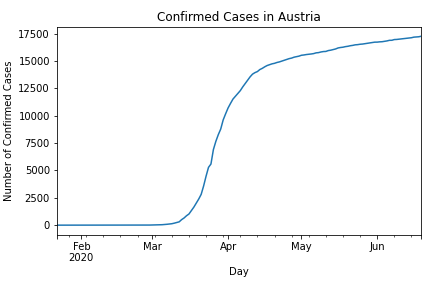 Confirmed Cases in Austria
17500
15000
12500
10000
7500
5000
2500
0
Number of Confirmed Cases
Feb
2020
Mar
Apr
May
Jun
Day